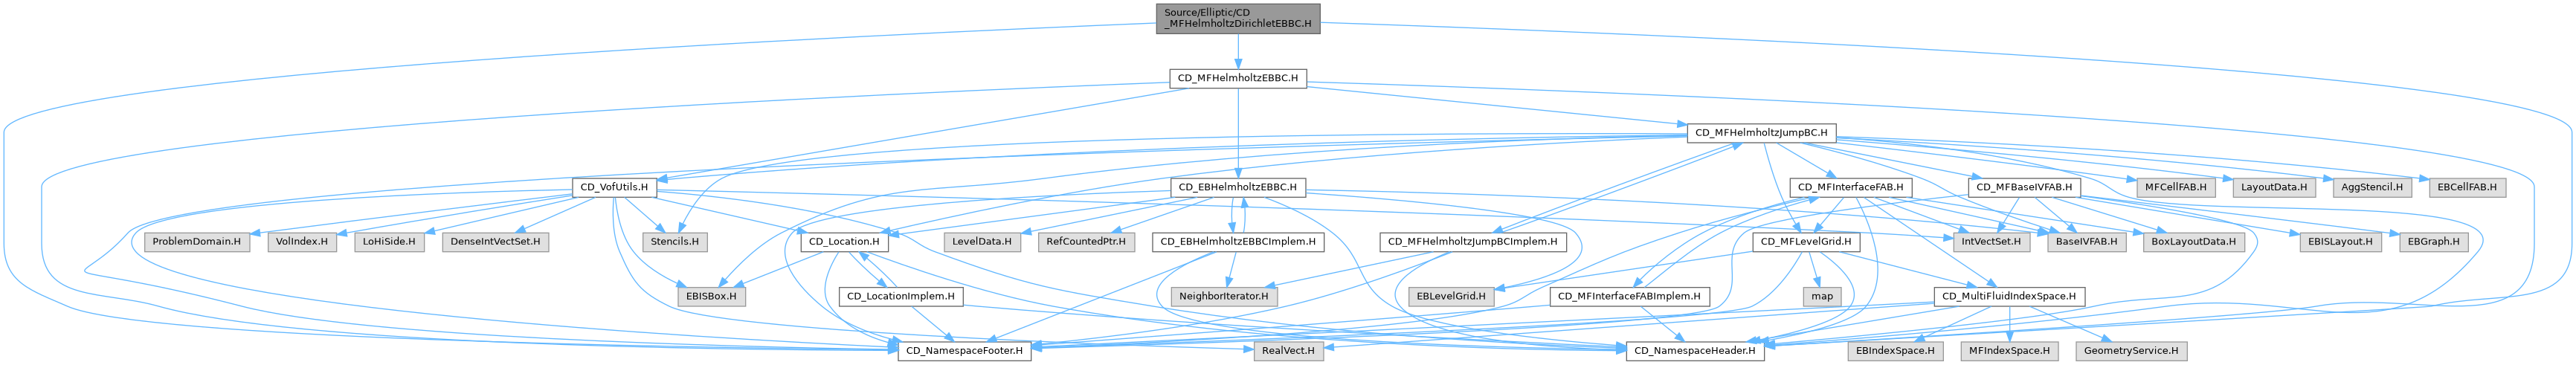 Source/Elliptic/CD
_MFHelmholtzDirichletEBBC.H
CD_MFHelmholtzEBBC.H
CD_MFHelmholtzJumpBC.H
CD_VofUtils.H
CD_EBHelmholtzEBBC.H
CD_MFInterfaceFAB.H
CD_MFBaseIVFAB.H
MFCellFAB.H
LayoutData.H
AggStencil.H
EBCellFAB.H
ProblemDomain.H
VolIndex.H
LoHiSide.H
DenseIntVectSet.H
Stencils.H
CD_Location.H
LevelData.H
RefCountedPtr.H
CD_EBHelmholtzEBBCImplem.H
CD_MFHelmholtzJumpBCImplem.H
CD_MFLevelGrid.H
IntVectSet.H
BaseIVFAB.H
BoxLayoutData.H
EBISLayout.H
EBGraph.H
EBISBox.H
CD_LocationImplem.H
NeighborIterator.H
EBLevelGrid.H
CD_MFInterfaceFABImplem.H
map
CD_MultiFluidIndexSpace.H
CD_NamespaceFooter.H
RealVect.H
CD_NamespaceHeader.H
EBIndexSpace.H
MFIndexSpace.H
GeometryService.H